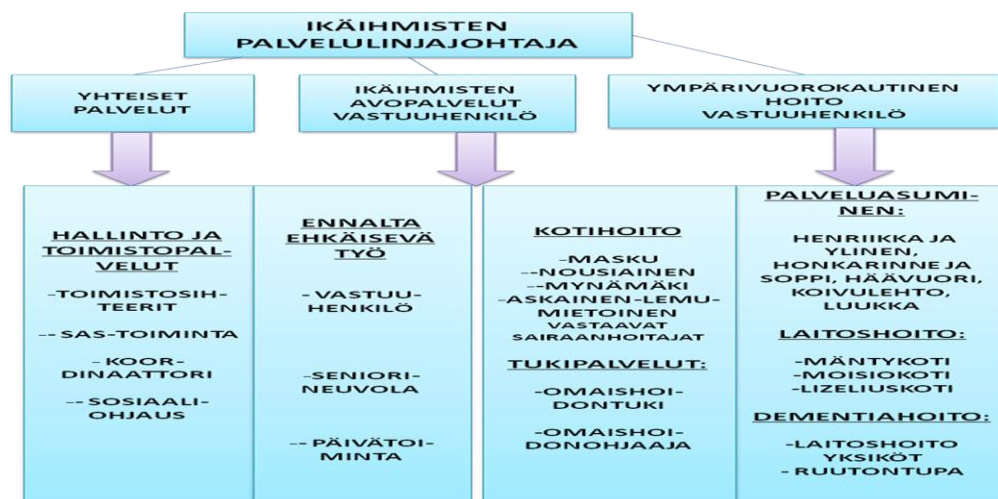 IKÄIHMISTEN
PALVELULINJAJOHTAJA
YHTEISET
PALVELUT
IKÄIHMISTEN
AVOPALVELUT
VASTUUHENKILÖ
YMPÄRIVUOROKAUTINEN
HOITO
VASTUUHENKILÖ
HALLINTO JA
TOIMISTOPAL-
VELUT
-TOIMISTOSIH-
TEERIT
-- SAS-TOIMINTA
- KOOR-
DINAATTORI
-- SOSIAALI-
OHJAUS
ENNALTA
EHKÄISEVÄ
TYÖ
- VASTUU-
HENKILÖ
-SENIORI-
NEUVOLA
-- PÄIVÄTOI-
MINTA
KOTIHOITO
-MASKU
--NOUSIAINEN
--MYNÄMÄKI
-ASKAINEN-LEMU-
MIETOINEN
VASTAAVAT
SAIRAANHOITAJAT
TUKIPALVELUT:
-OMAISHOI-
DONTUKI
-OMAISHOI-
DONOHJAAJA
PALVELUASUMI-
NEN:
HENRIIKKA JA
YLINEN,
HONKARINNE JA
SOPPI, HÄÄVUORI,
KOIVULEHTO,
LUUKKA
LAITOSHOITO:
-MÄNTYKOTI
-MOISIOKOTI
-LIZELIUSKOTI
DEMENTIAHOITO:
-LAITOSHOITO
YKSIKÖT
- RUUTONTUPA